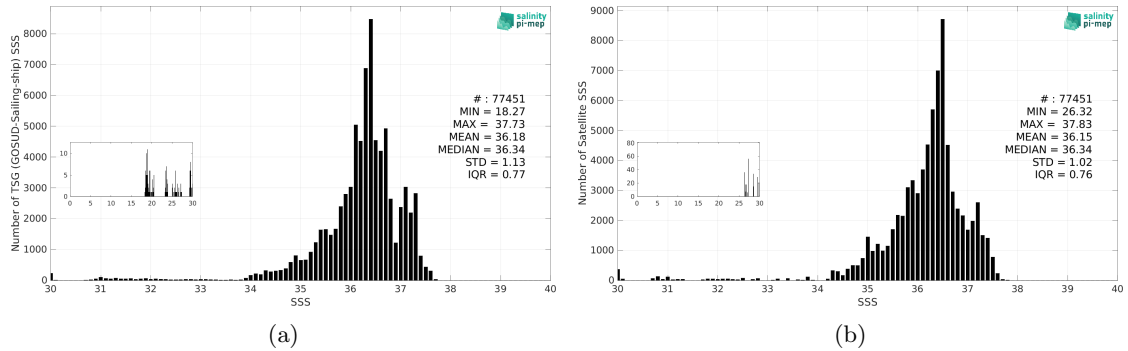 salinity
pi-mep
Number of TSG (GOSUD-Sailing-ship) SSS
8000
7000
6000
5000
4000
3000
2000
1000
0
# : 77451
MIN = 18.27
MAX = 37.73
MEAN = 36.18
MEDIAN = 36.34
STD = 1.13
IQR = 0.77
10
5
0
0 5 10 15 20 25 30
30 31 32 33 34 35 36 37 38 39 40
SSS
(a)
salinity
pi-mep
Number of Satellite SSS
9000
8000
7000
6000
5000
4000
3000
2000
1000
0
# : 77451
MIN = 26.32
MAX = 37.83
MEAN = 36.15
MEDIAN = 36.34
STD = 1.02
IQR = 0.76
80
60
40
20
0
0 5 10 15 20 25 30
30 31 32 33 34 35 36 37 38 39 40
SSS
(b)